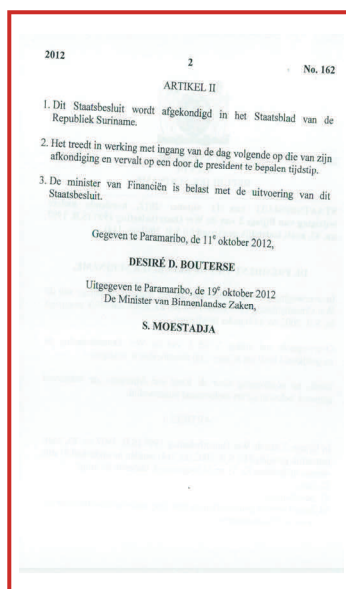 2012
2
No. 162
ARTIKEL II
1. Dit Staatsbesluit wordt afgekondigd in het Staatsblad van de
Republiek Suriname.
2. Het treedt in werking met ingang van de dag volgende op die van zijn
afkondiging en vervalt op een door de president te bepalen tijdstip.
3. De minister van Financiën is belast met de uitvoering van dit
Staatsbesluit.
Gegeven te Paramaribo, de 11ᵉ oktober 2012,
DESIRÉ D. BOUTERSE
Uitgegeven te Paramaribo, de 19ᵉ oktober 2012
De Minister van Binnenlandse Zaken,
S. MOESTADJA